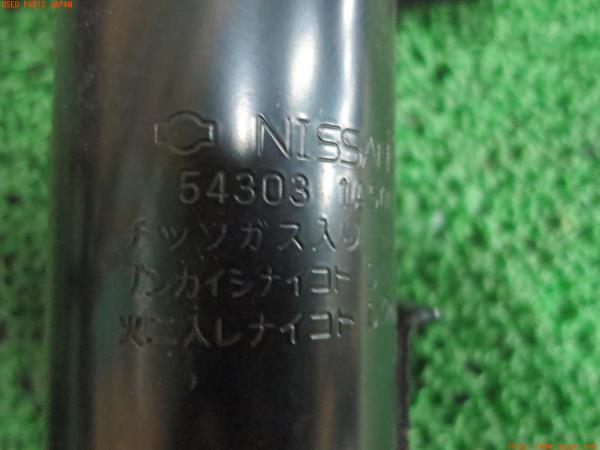 USED PARTS JAPAN
NISSAN
54303
チッソガス入リ
ブンカイシナイコト
火ニ入レナイコト